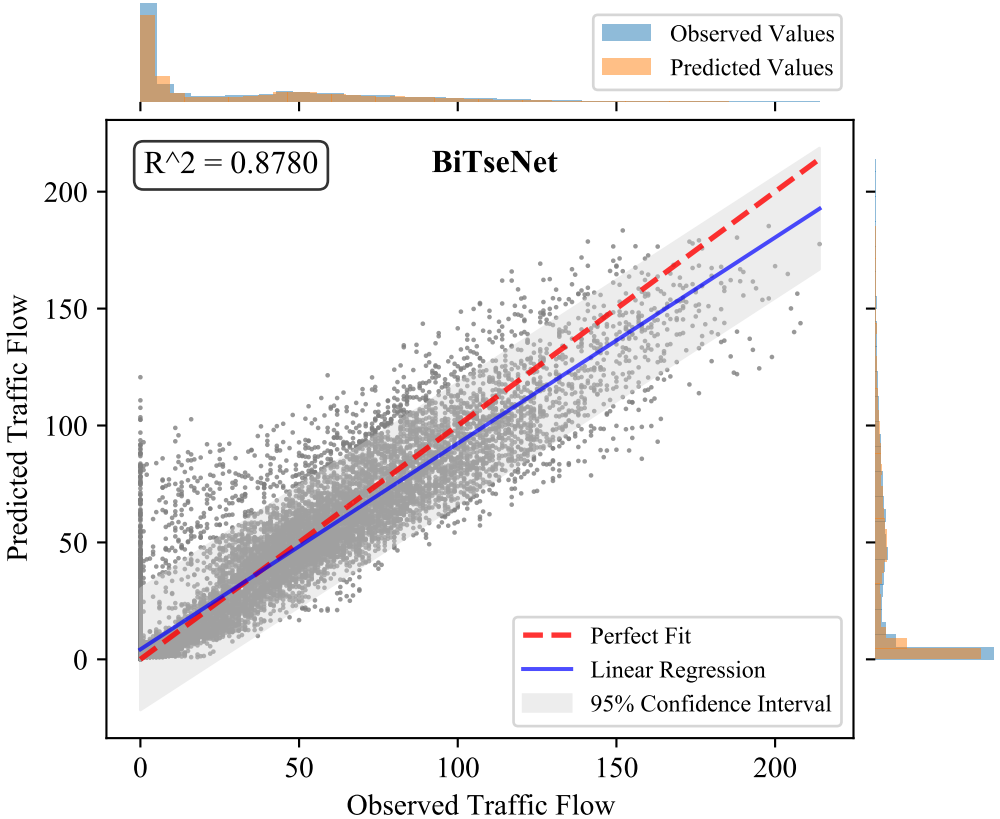 Observed Values
Predicted Values
R^2 = 0.8780
BiTseNet
200
150
100
50
0
Predicted Traffic Flow
Perfect Fit
Linear Regression
95% Confidence Interval
0 50 100 150 200
Observed Traffic Flow